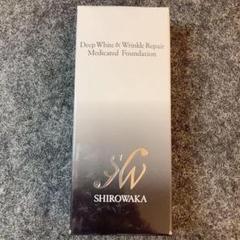 Deep White & Wrinkle Repair
Medicated Foundation
SW
SHIROWAKA